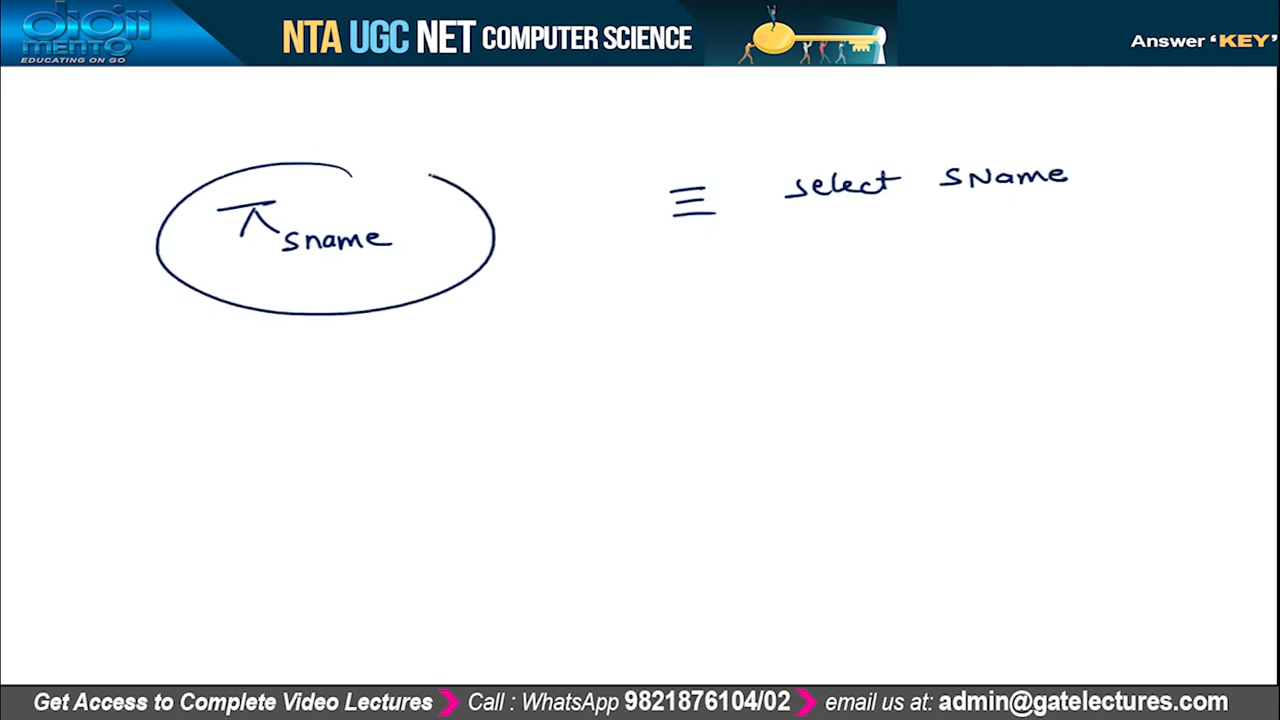 diGii
MENTO
EDUCATING ON GO
NTA UGC NET COMPUTER SCIENCE
Answer ‘KEY’
π sname ≡ select SName
Get Access to Complete Video Lectures Call : WhatsApp 9821876104/02 email us at: admin@gatelectures.com